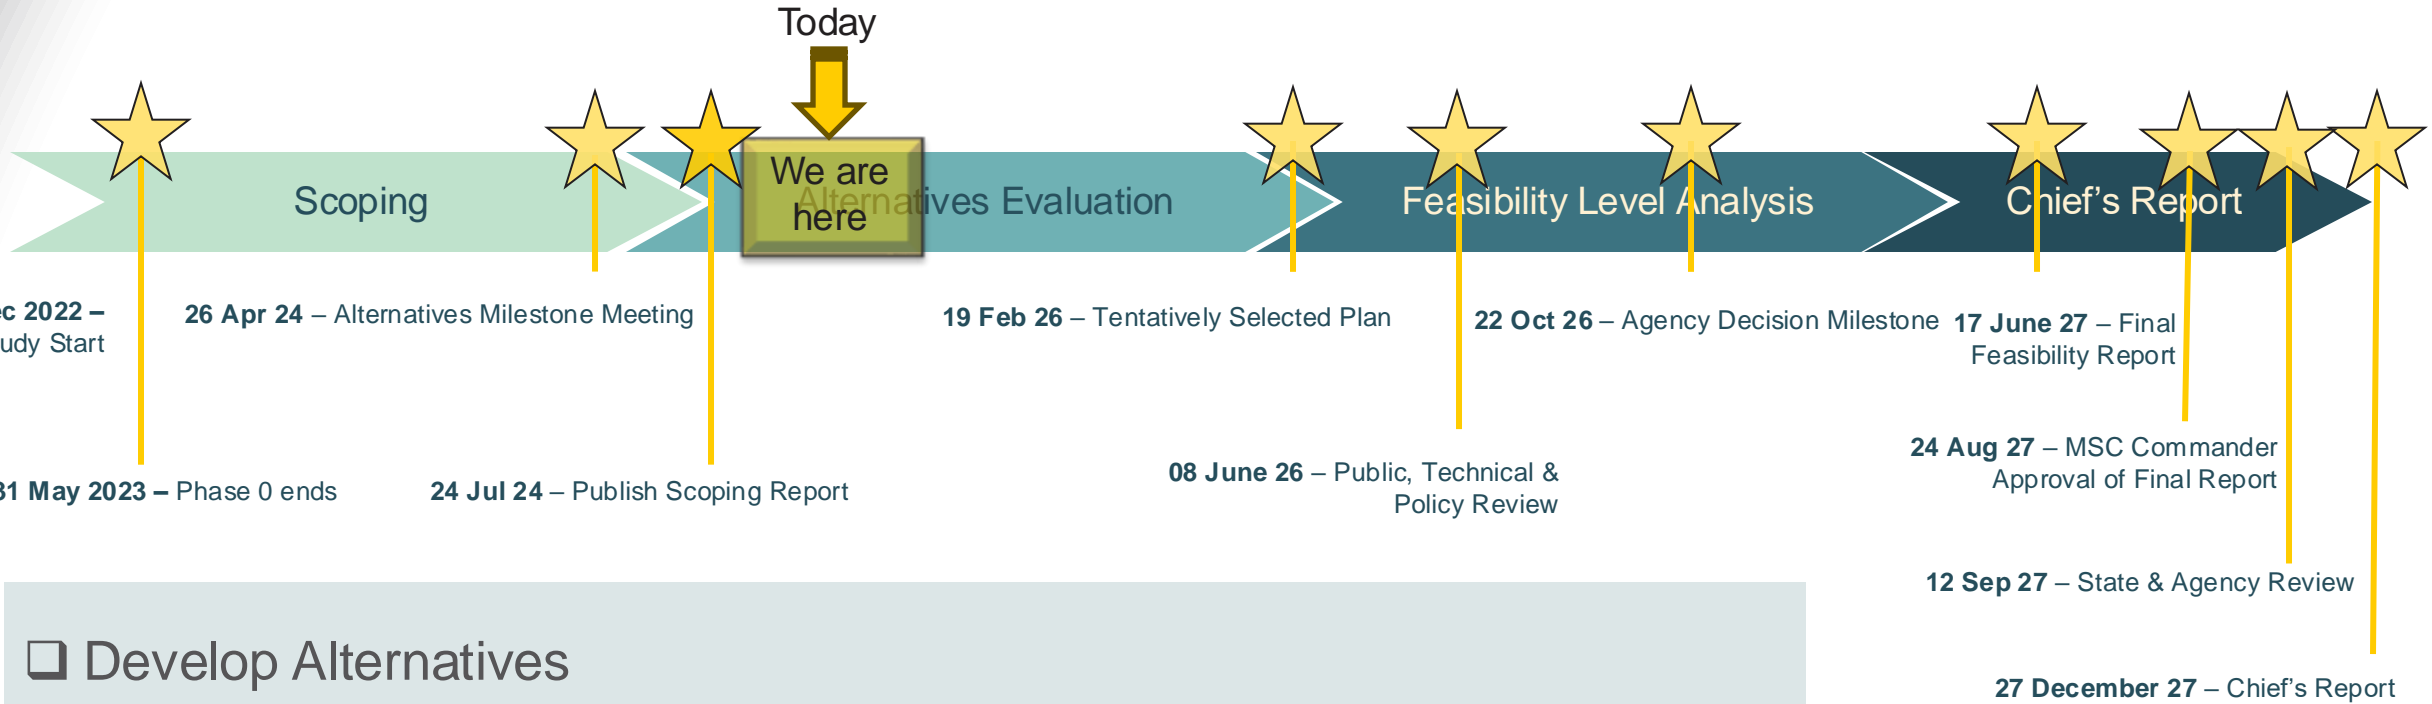 Today
We are
here
Scoping
Alternatives Evaluation
Feasibility Level Analysis
Chief's Report
c 2022 –
udy Start
26 Apr 24 – Alternatives Milestone Meeting
19 Feb 26 – Tentatively Selected Plan
22 Oct 26 – Agency Decision Milestone
17 June 27 – Final
Feasibility Report
31 May 2023 – Phase 0 ends
24 Jul 24 – Publish Scoping Report
08 June 26 – Public, Technical &
Policy Review
24 Aug 27 – MSC Commander
Approval of Final Report
12 Sep 27 – State & Agency Review
27 December 27 – Chief's Report
❑ Develop Alternatives